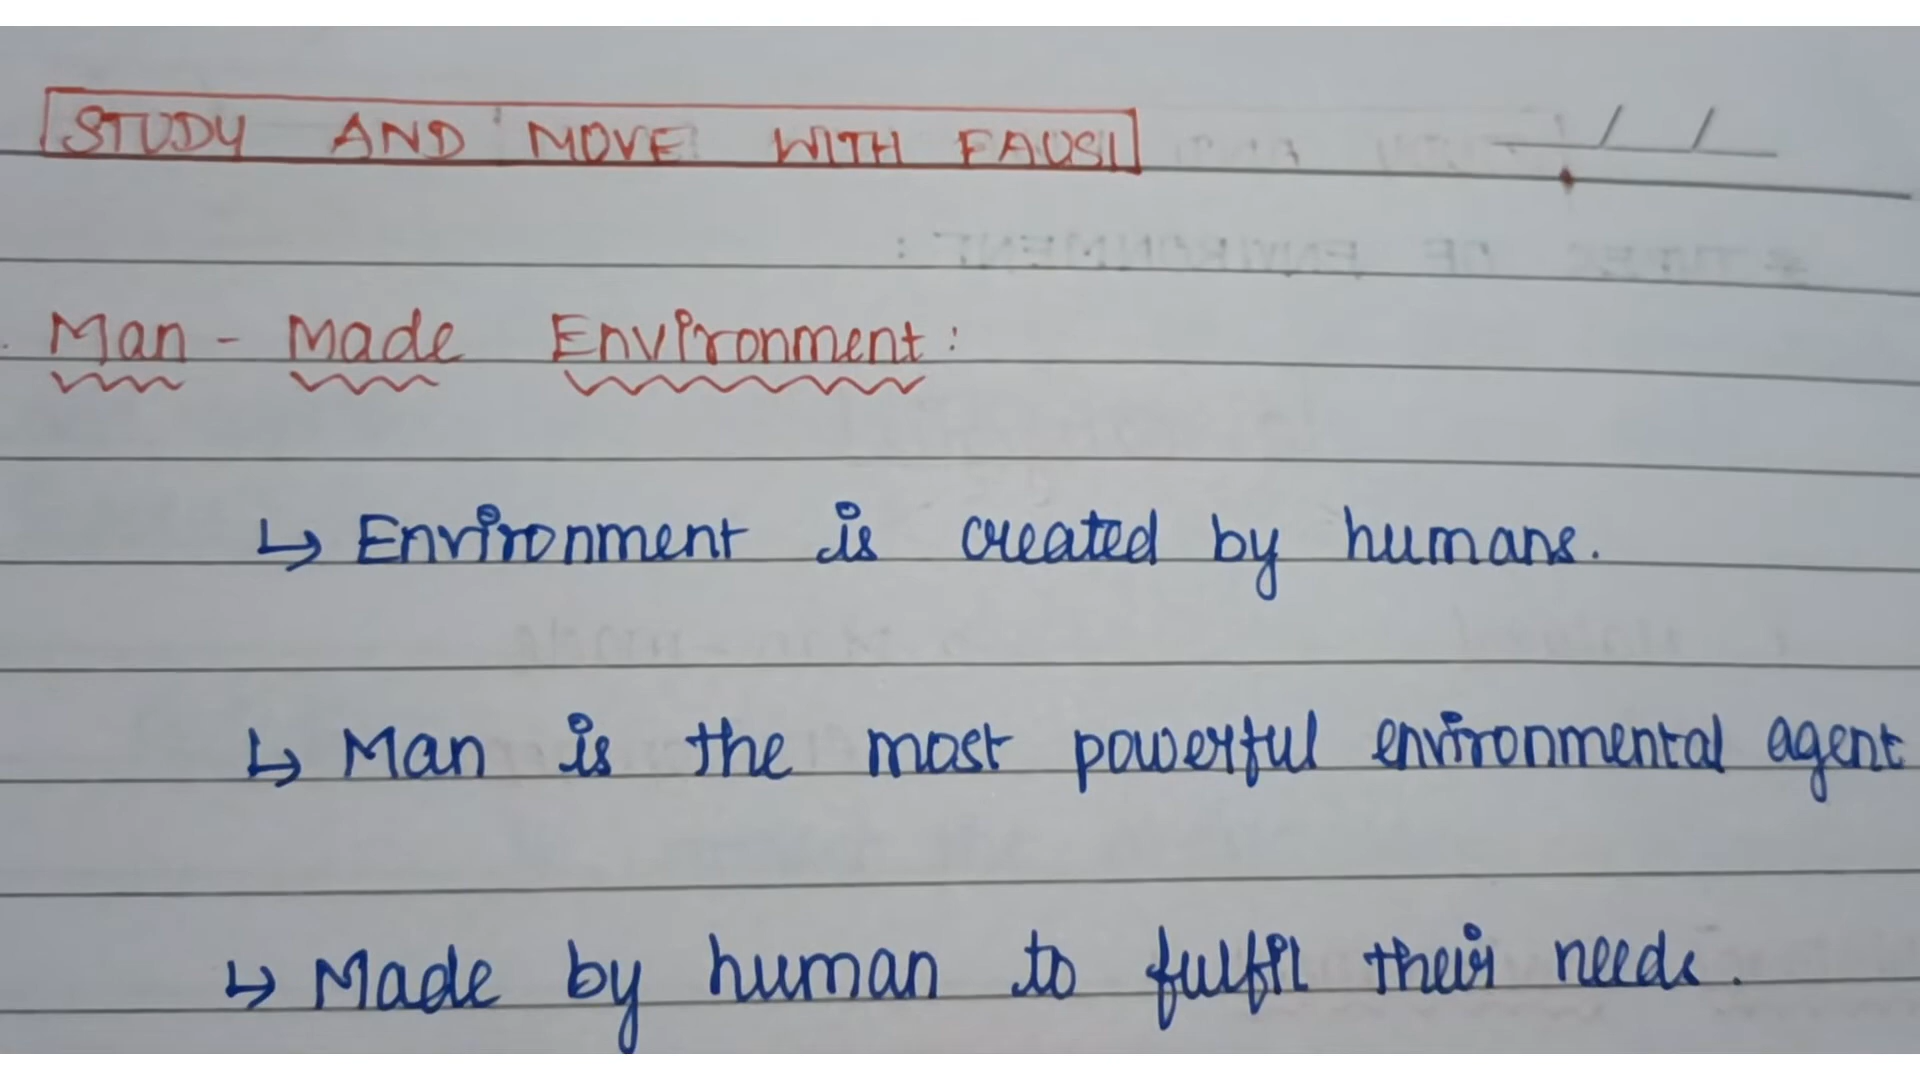 STUDY AND MOVE WITH FAUSI
Man - Made Environment:
↳ Environment is created by humans.
↳ Man is the most powerful environmental agent
↳ Made by human to fulfil their needs.